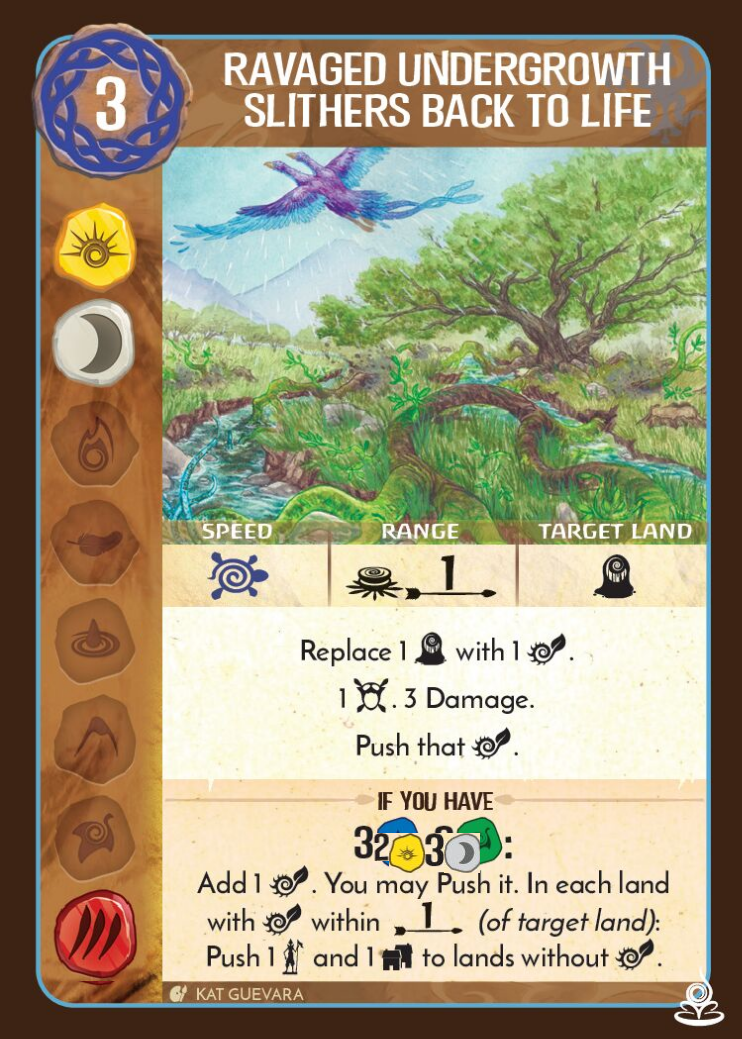 3
RAVAGED UNDERGROWTH
SLITHERS BACK TO LIFE
SPEED RANGE TARGET LAND
1
Replace 1 with 1 .
1 . 3 Damage.
Push that .
IF YOU HAVE
32 3 :
Add 1 . You may Push it. In each land
with within 1 (of target land):
Push 1 and 1 to lands without .
KAT GUEVARA